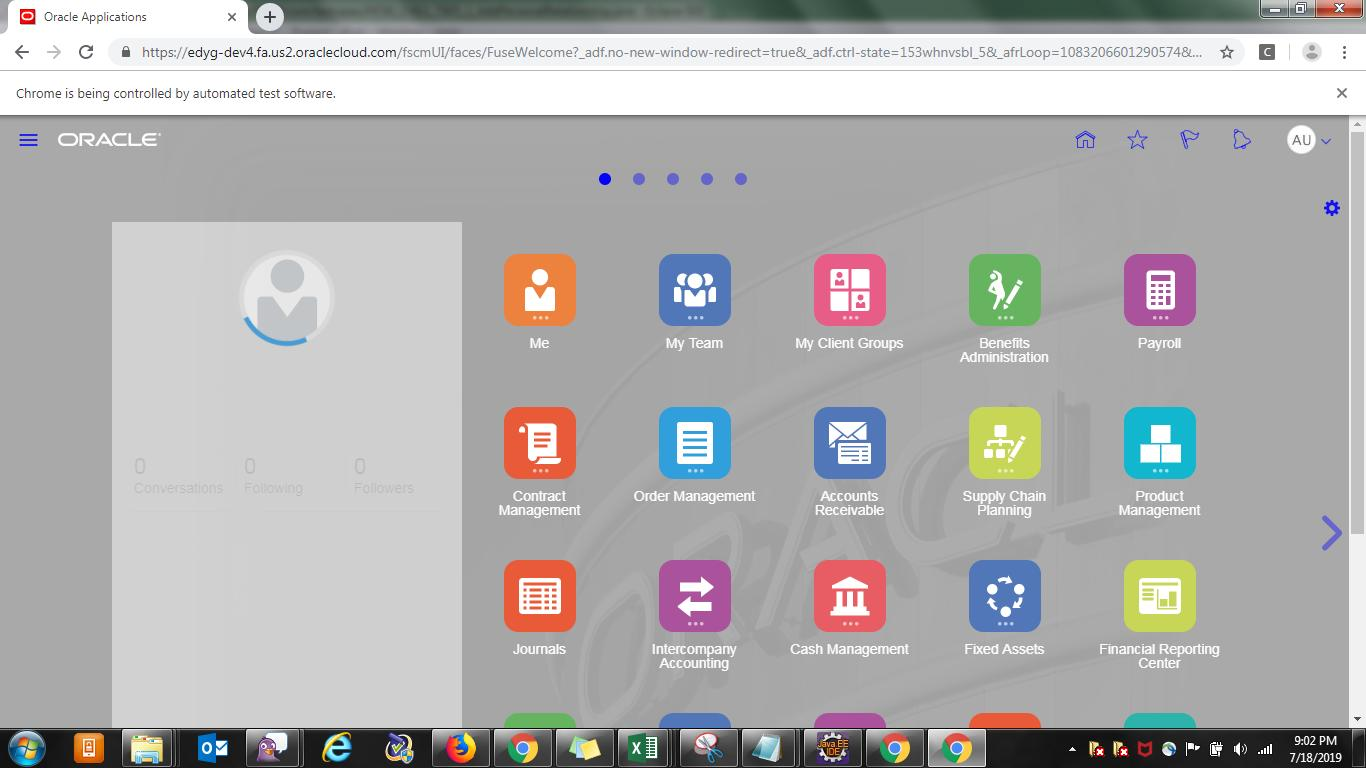 Oracle Applications
https://edyg-dev4.fa.us2.oraclecloud.com/fscmUI/faces/FuseWelcome?_adf.no-new-window-redirect=true&_adf.ctrl-state=153whnvsbl_5&_afrLoop=1083206601290574&...
C
Chrome is being controlled by automated test software.
ORACLE
AU
Me
My Team
My Client Groups
Benefits
Administration
Payroll
0
Conversations
0
Following
0
Followers
Contract
Management
Order Management
Accounts
Receivable
Supply Chain
Planning
Product
Management
Journals
Intercompany
Accounting
Cash Management
Fixed Assets
Financial Reporting
Center
Java EE
IDE
9:02 PM
7/18/2019